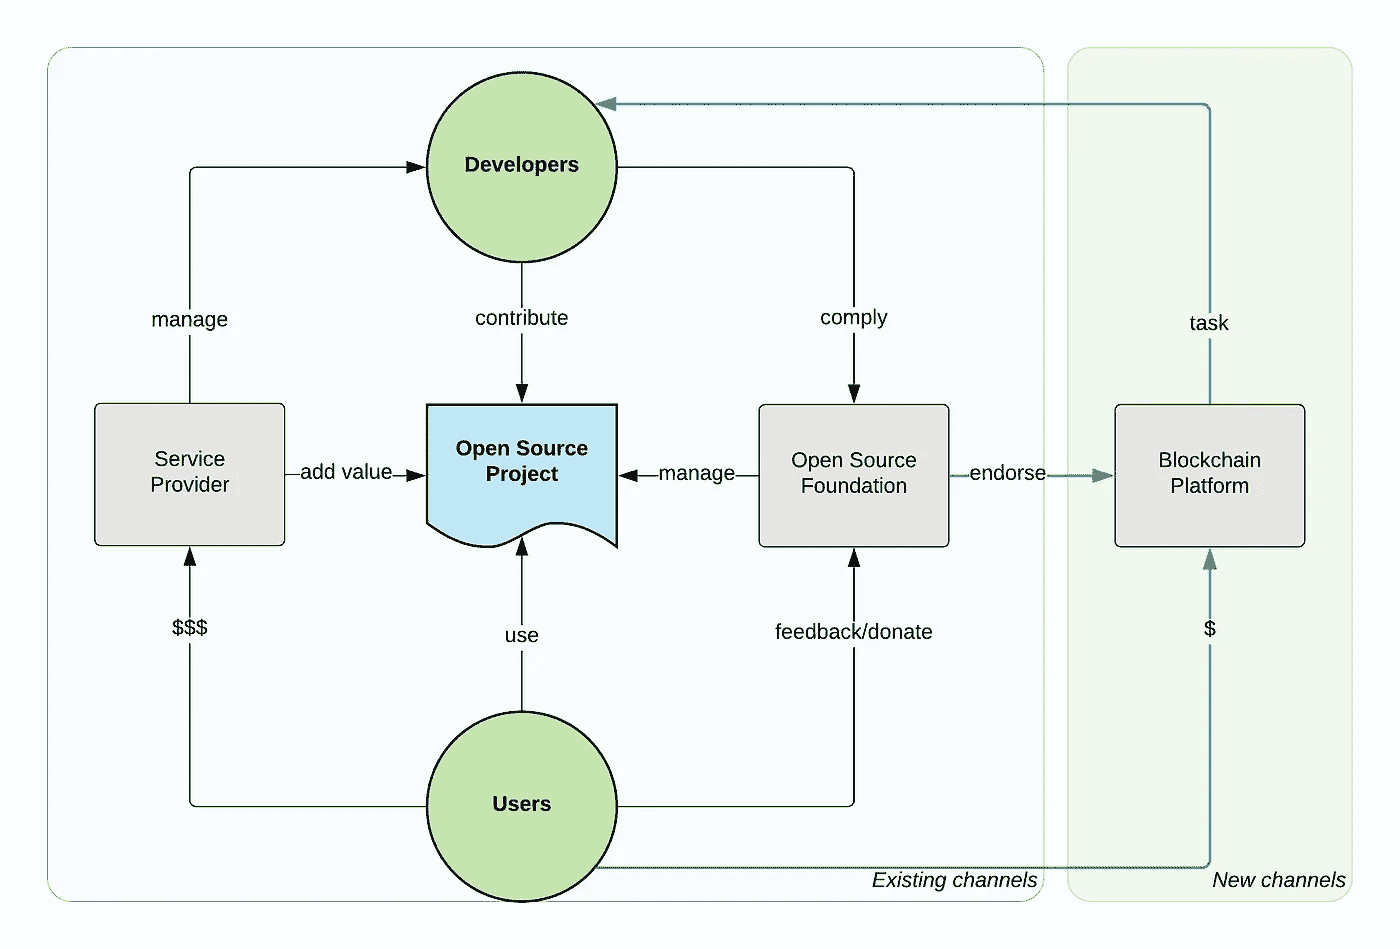 Developers
manage
contribute
comply
task
Service
Provider
add value
Open Source
Project
manage
Open Source
Foundation
endorse
Blockchain
Platform
$$$
use
feedback/donate
$
Users
Existing channels
New channels